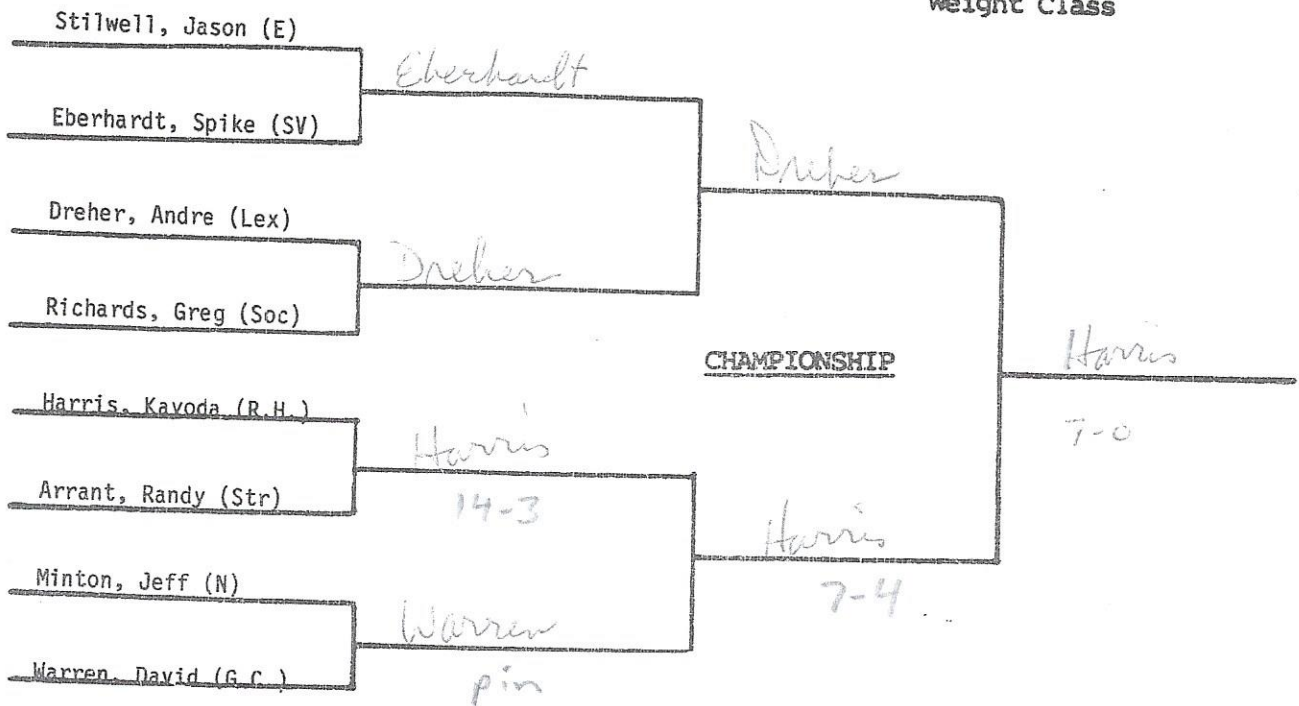 Weight Class
Stilwell, Jason (E)
Eberhardt
Eberhardt, Spike (SV)
Dreher
Dreher, Andre (Lex)
Dreher
Richards, Greg (Soc)
CHAMPIONSHIP
Harris
Harris, Kavoda (R.H.)
7-0
Harris
Arrant, Randy (Str)
14-3
Harris
Minton, Jeff (N)
7-4
Warren
Warren, David (G.C.)
pin